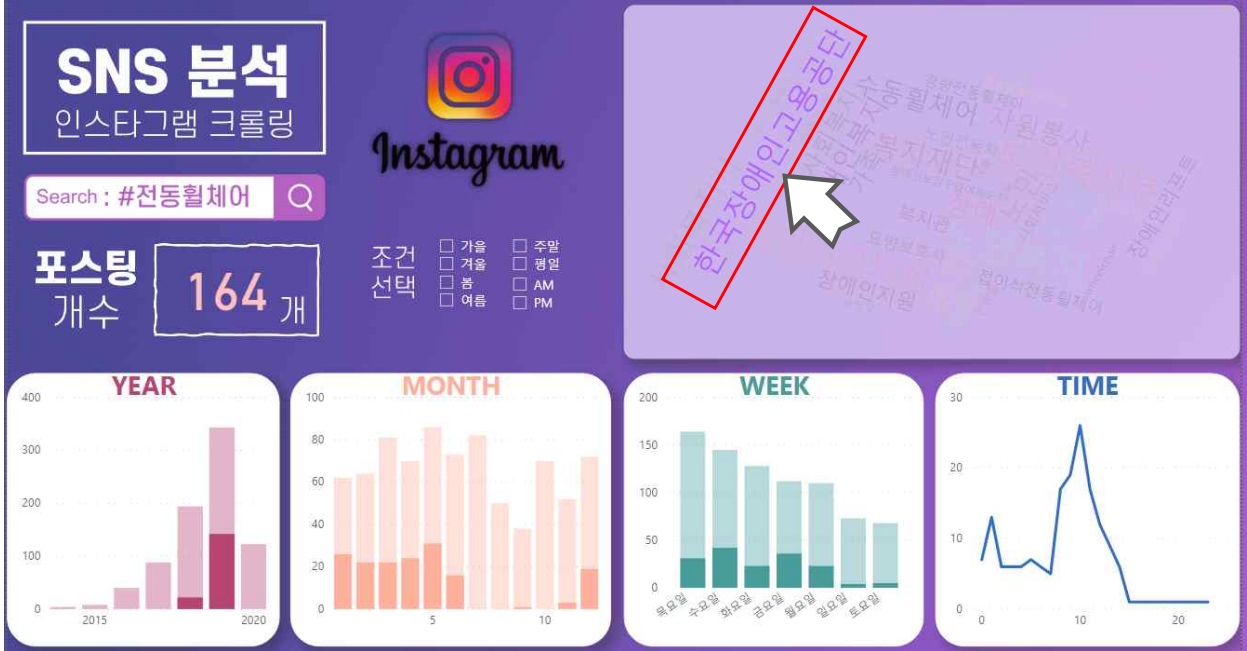 SNS 분석
인스타그램 크롤링
Search : #전동휠체어
포스팅
개수
164 개
Instagram
조건
선택
가을
겨울
봄
여름
주말
평일
AM
PM
한국장애인고용공단
수동휠체어
자원봉사
복지재단
복지관
요양보호사
장애인지원
접이식전동휠체어
장애인리프트
YEAR
400
300
200
100
0
2015
2020
MONTH
100
80
60
40
20
0
5
10
WEEK
200
150
100
50
0
목요일
수요일
화요일
금요일
월요일
일요일
토요일
TIME
30
20
10
0
0
10
20